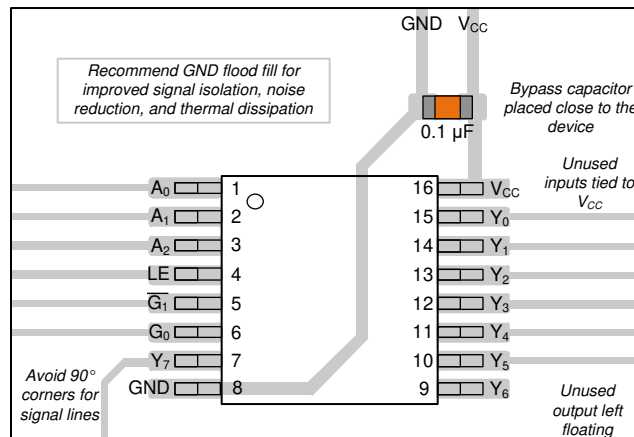 GND VCC
Recommend GND flood fill for
improved signal isolation, noise
reduction, and thermal dissipation
Bypass capacitor
placed close to the
device
0.1 µF
Unused
inputs tied to
VCC
A0 1 16 VCC
A1 2 15 Y0
A2 3 14 Y1
LE 4 13 Y2
G1 5 12 Y3
G0 6 11 Y4
Y7 7 10 Y5
GND 8 9 Y6
Avoid 90°
corners for
signal lines
Unused
output left
floating